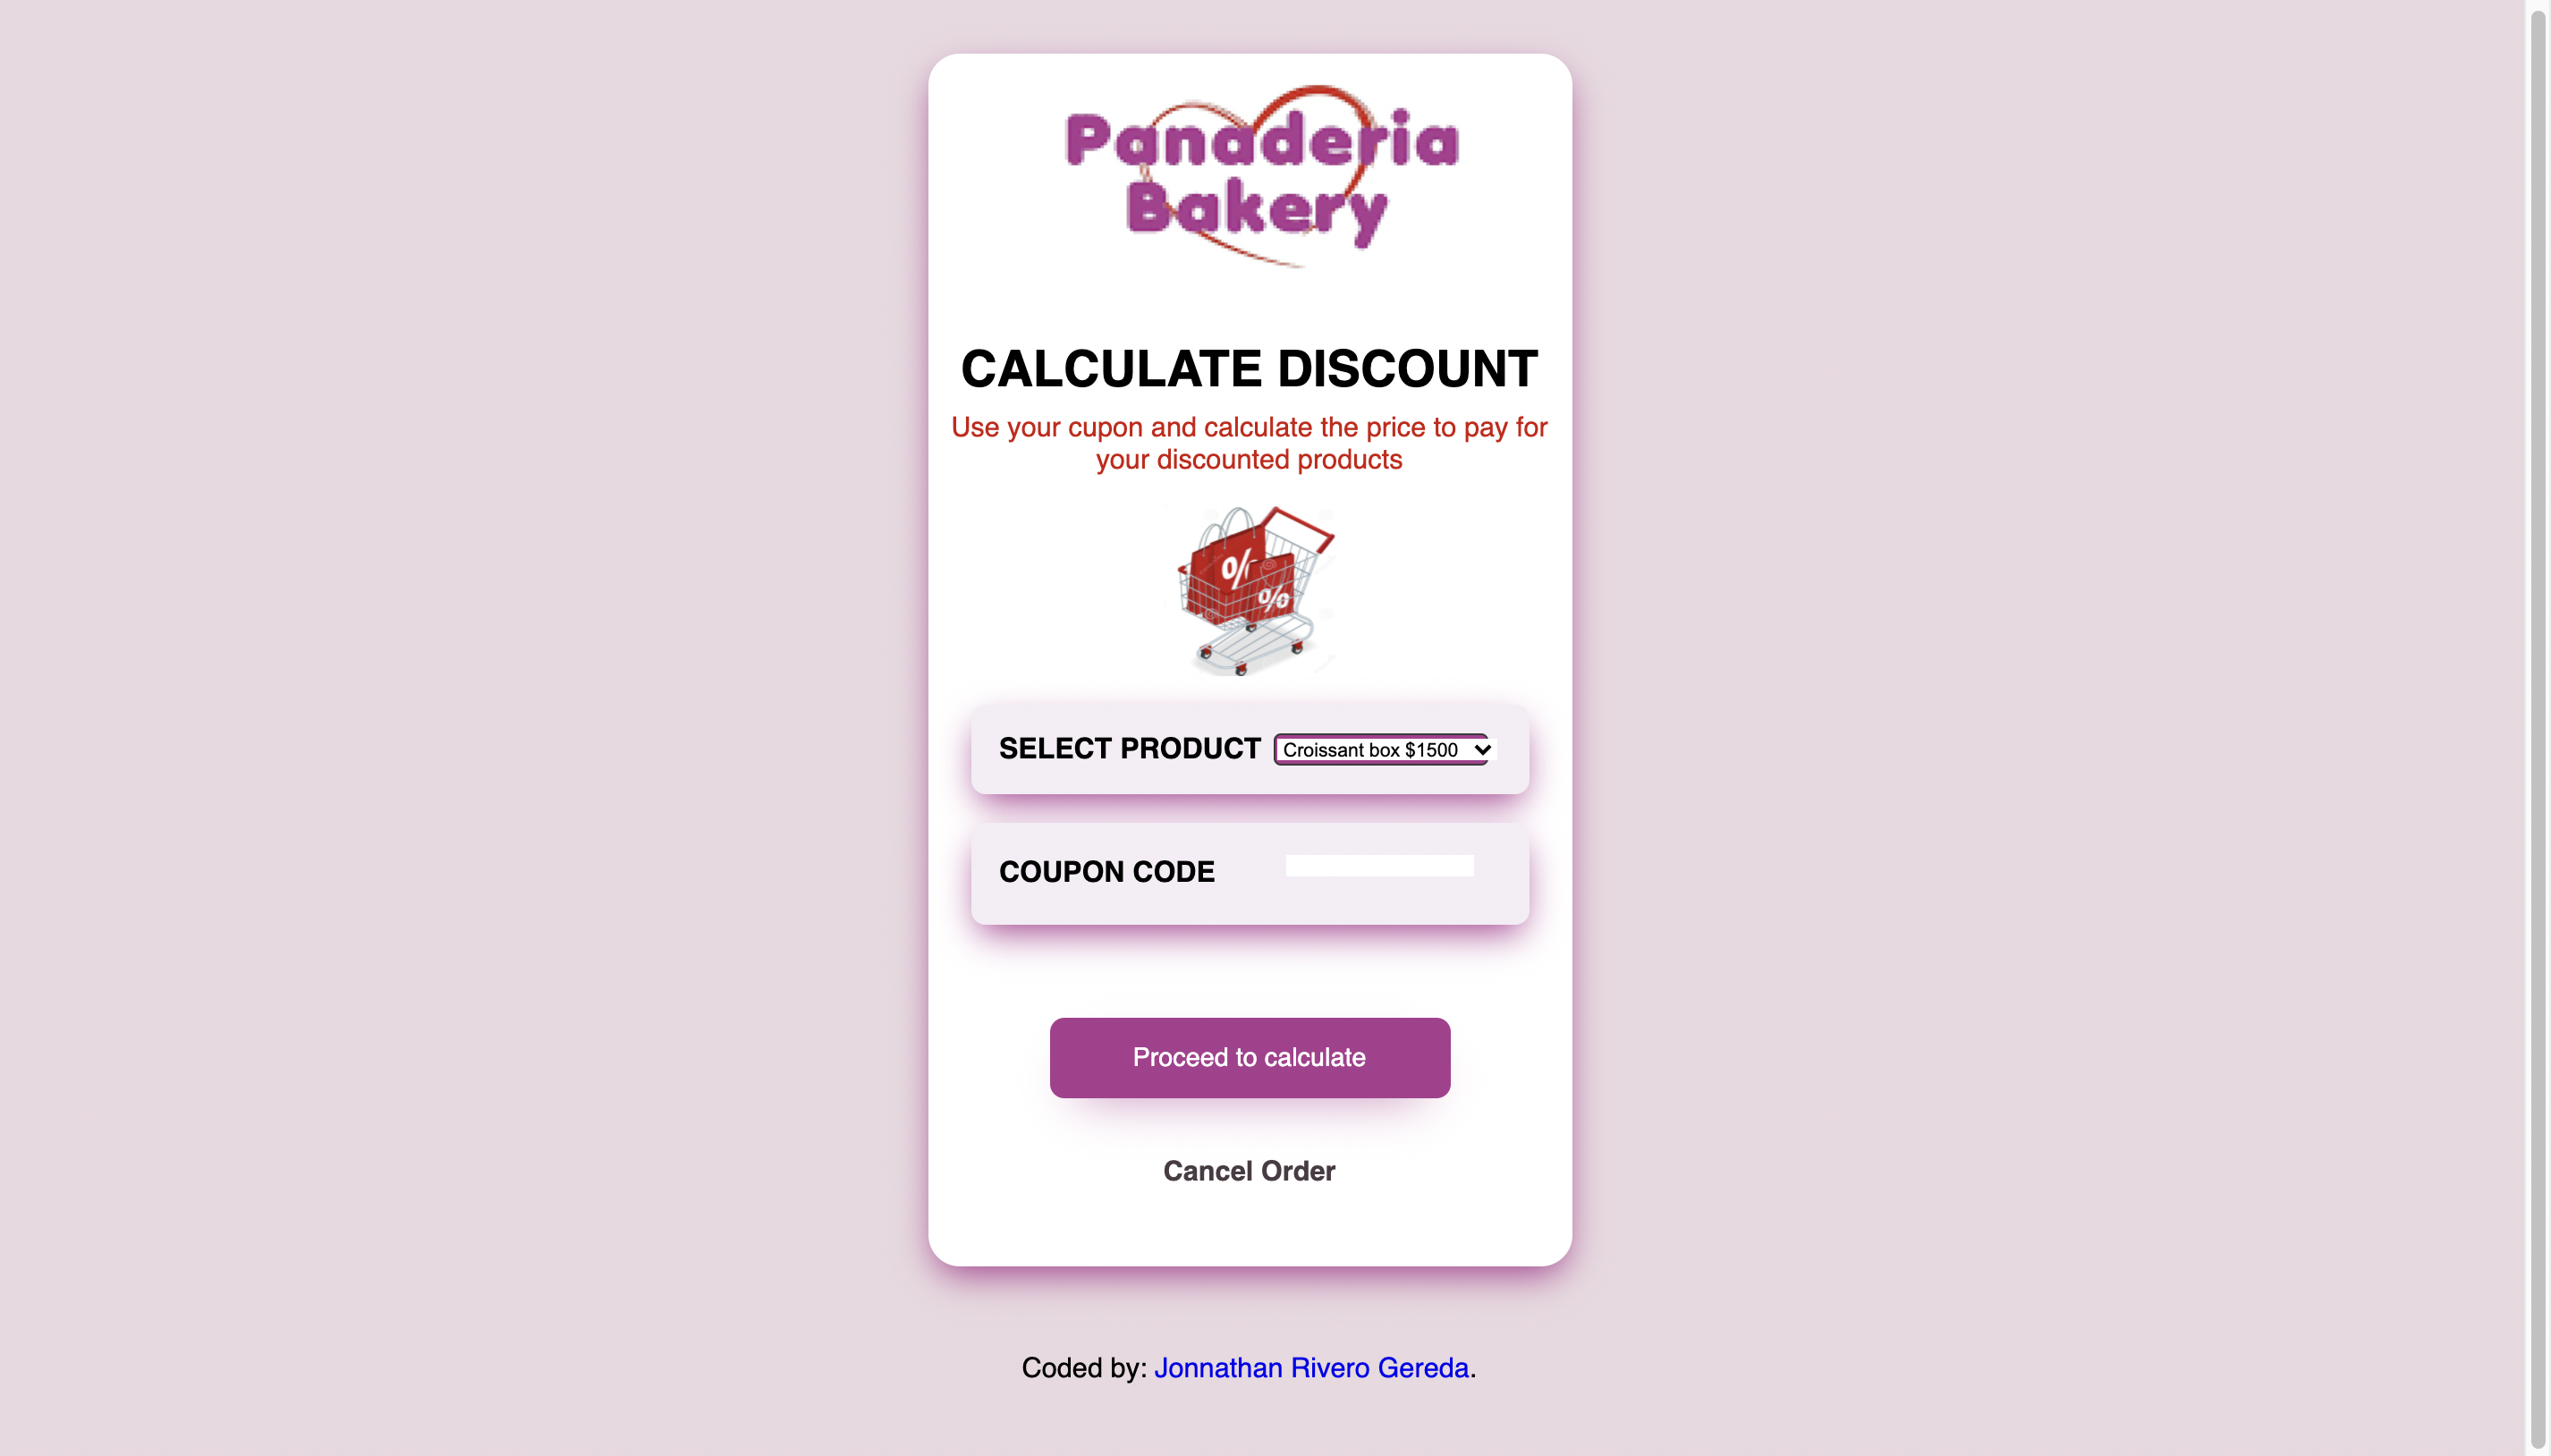 Panaderia
Bakery
CALCULATE DISCOUNT
Use your cupon and calculate the price to pay for
your discounted products
%
%
SELECT PRODUCT Croissant box $1500
COUPON CODE
Proceed to calculate
Cancel Order
Coded by: Jonnathan Rivero Gereda.